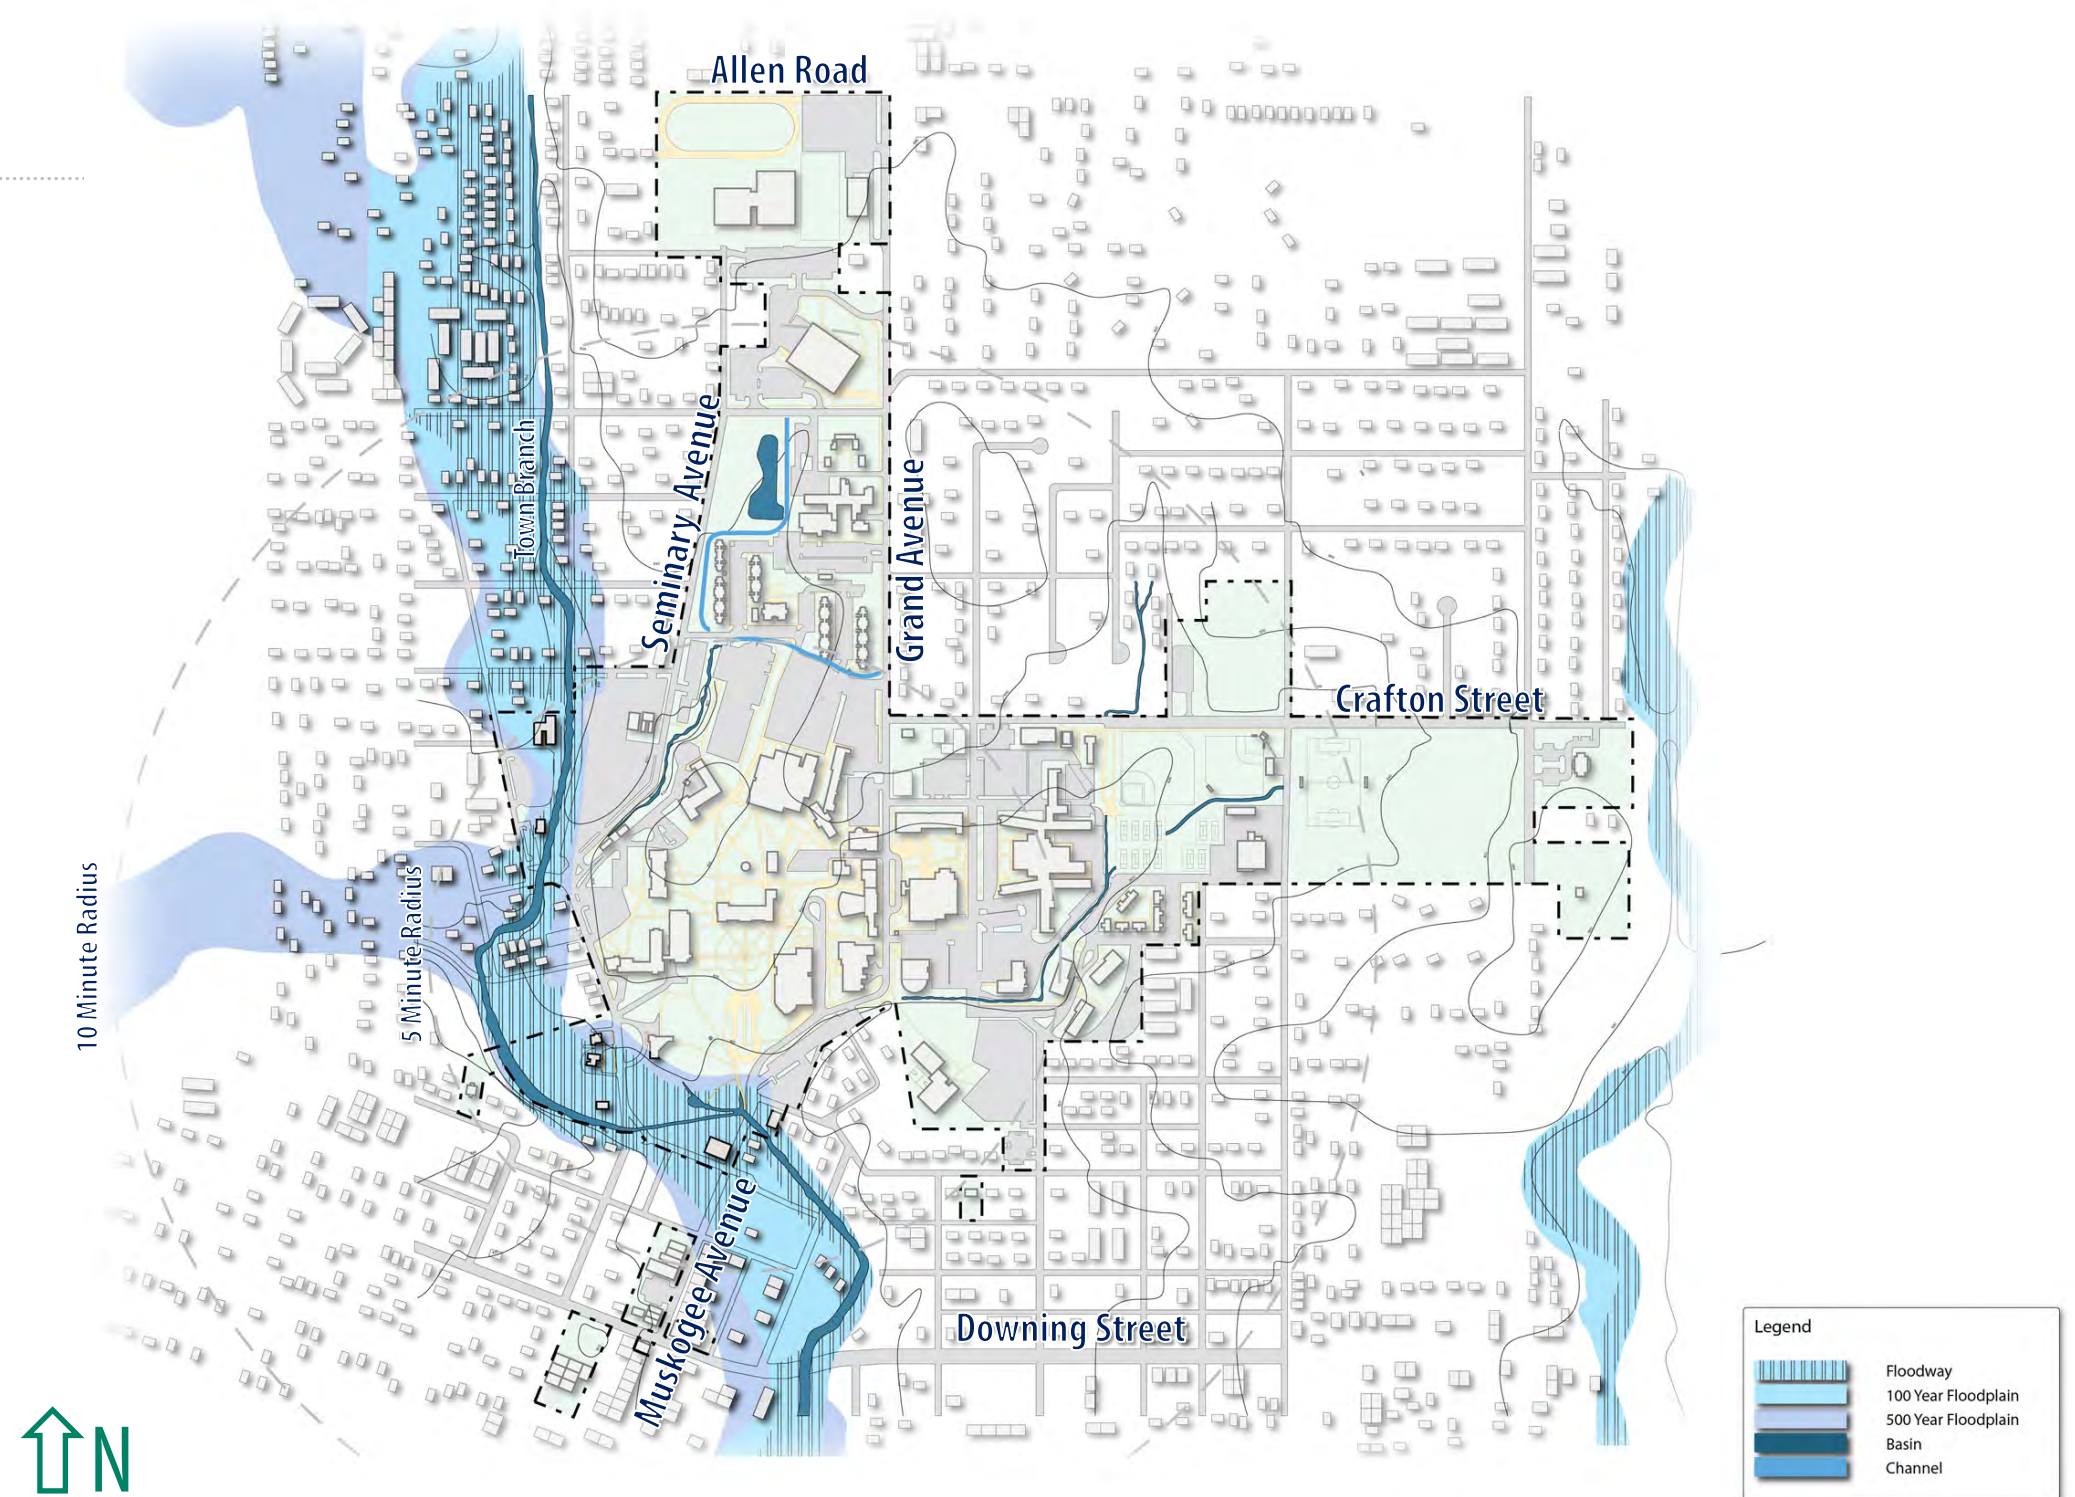 Allen Road
Town Branch
Seminary Avenue
Grand Avenue
Crafton Street
10 Minute Radius
5 Minute Radius
Muskogee Avenue
Downing Street
N
Legend
Floodway
100 Year Floodplain
500 Year Floodplain
Basin
Channel